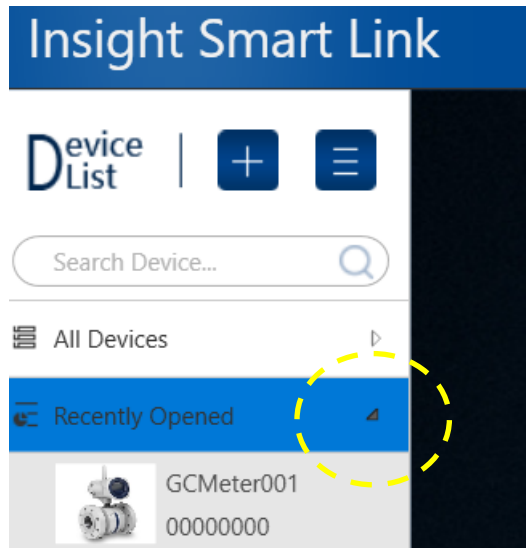 Insight Smart Link
Device
List
Search Device...
All Devices
Recently Opened
GCMeter001
00000000